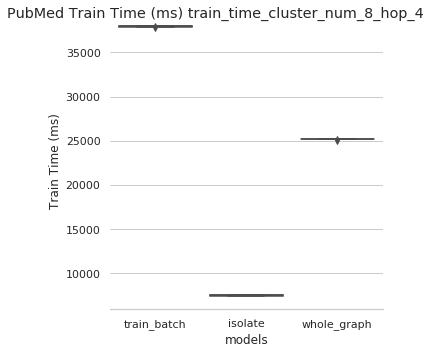 PubMed Train Time (ms) train_time_cluster_num_8_hop_4
35000
30000
25000
20000
15000
10000
Train Time (ms)
train_batch isolate whole_graph
models